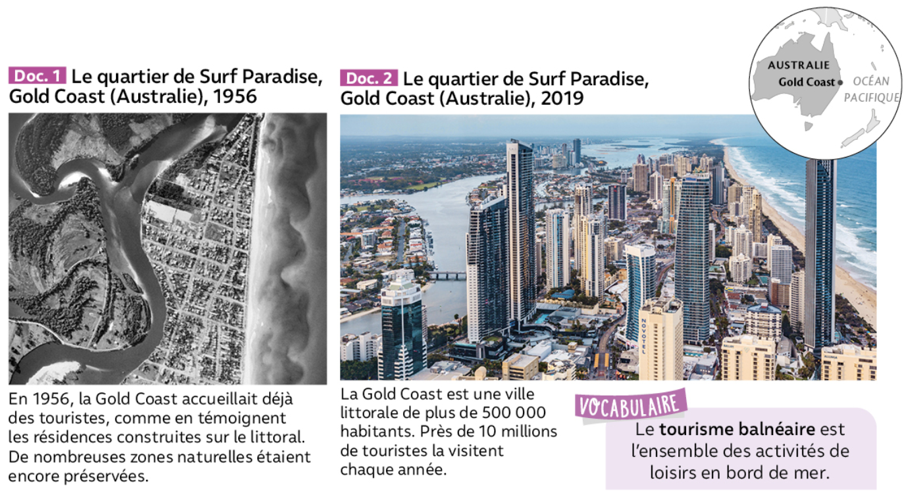 Doc. 1 Le quartier de Surf Paradise,
Gold Coast (Australie), 1956
En 1956, la Gold Coast accueillait déjà
des touristes, comme en témoignent
les résidences construites sur le littoral.
De nombreuses zones naturelles étaient
encore préservées.
Doc. 2 Le quartier de Surf Paradise,
Gold Coast (Australie), 2019
AUSTRALIE
Gold Coast
OCÉAN
PACIFIQUE
NOVOTEL
La Gold Coast est une ville
littorale de plus de 500 000
habitants. Près de 10 millions
de touristes la visitent
chaque année.
VOCABULAIRE
Le tourisme balnéaire est
l'ensemble des activités de
loisirs en bord de mer.